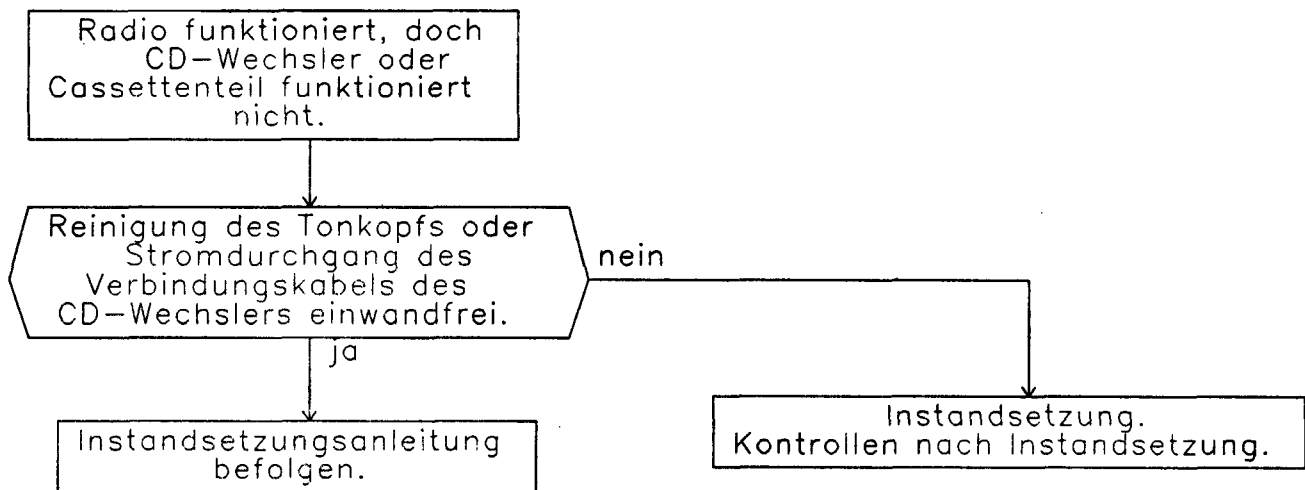 Radio funktioniert, doch
CD-Wechsler oder
Cassettenteil funktioniert
nicht.
Reinigung des Tonkopfs oder
Stromdurchgang des
Verbindungskabels des
CD-Wechslers einwandfrei.
nein
ja
Instandsetzungsanleitung
befolgen.
Instandsetzung.
Kontrollen nach Instandsetzung.